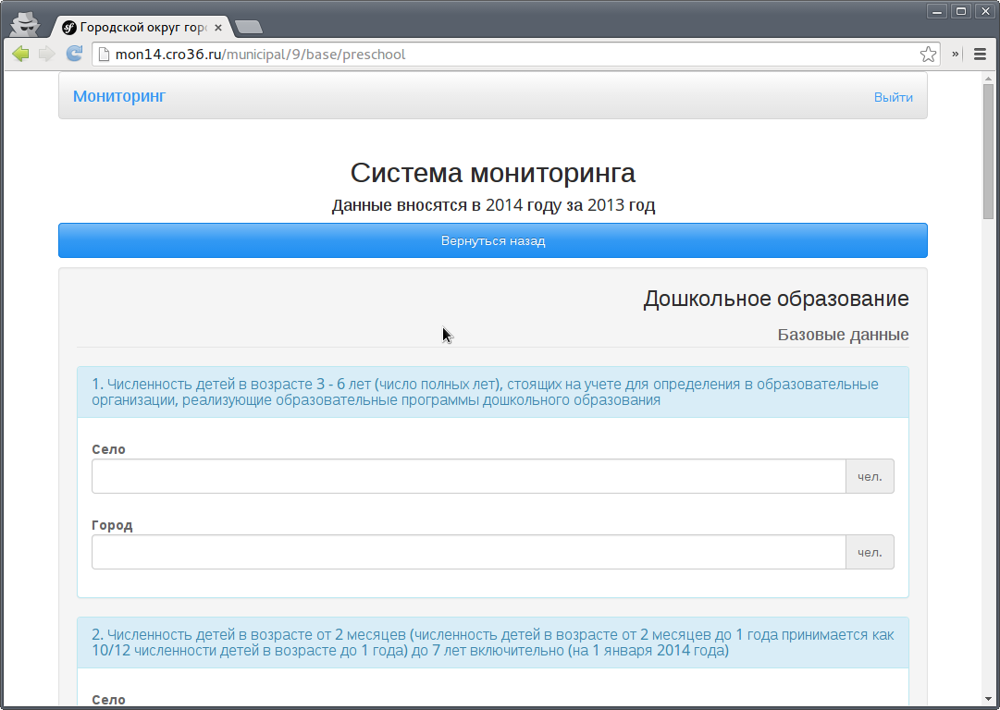 Городской округ горо
mon14.cro36.ru/municipal/9/base/preschool
»
Мониторинг
Выйти
Система мониторинга
Данные вносятся в 2014 году за 2013 год
Вернуться назад
Дошкольное образование
Базовые данные
1. Численность детей в возрасте 3 - 6 лет (число полных лет), стоящих на учете для определения в образовательные
организации, реализующие образовательные программы дошкольного образования
Село
чел.
Город
чел.
2. Численность детей в возрасте от 2 месяцев (численность детей в возрасте от 2 месяцев до 1 года принимается как
10/12 численности детей в возрасте до 1 года) до 7 лет включительно (на 1 января 2014 года)
Село